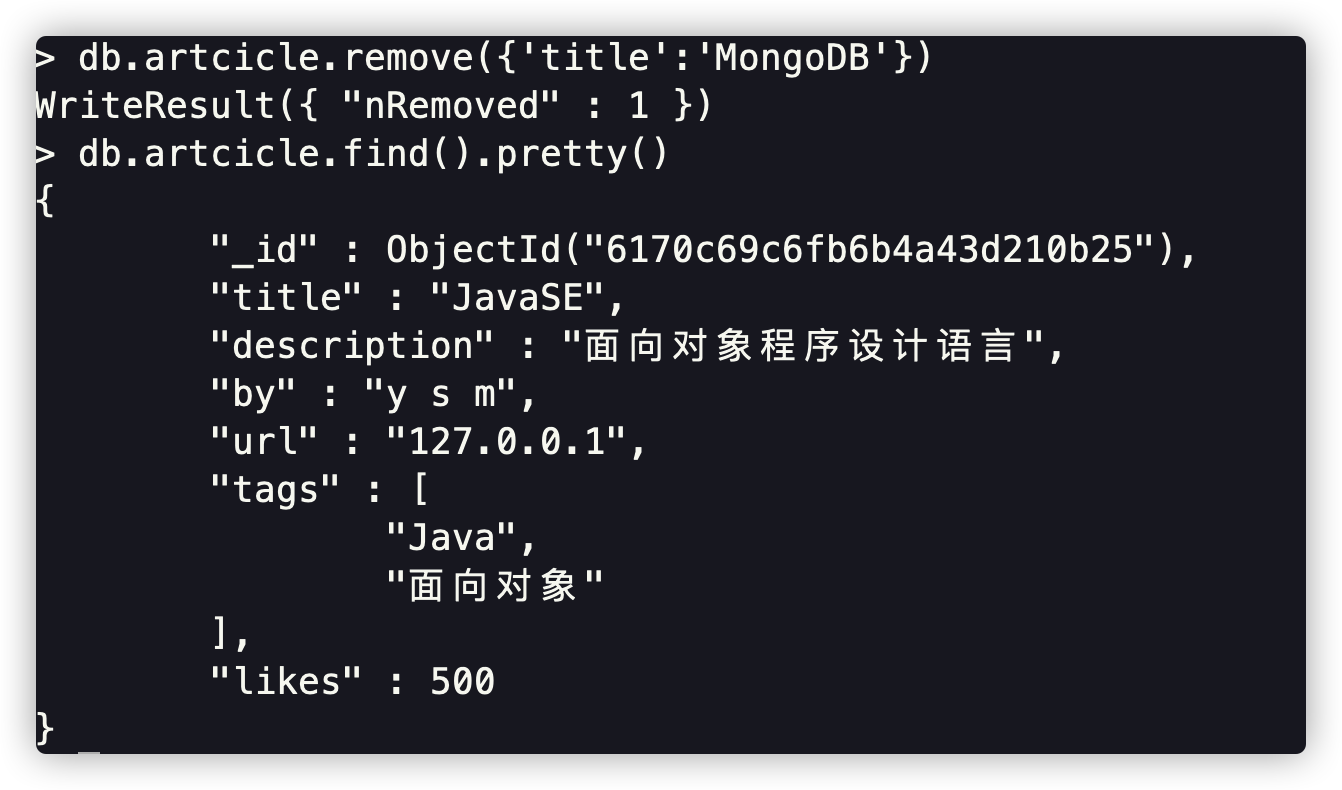 > db.artcicle.remove({'title':'MongoDB'})
WriteResult({ "nRemoved" : 1 })
> db.artcicle.find().pretty()
{
"_id" : ObjectId("6170c69c6fb6b4a43d210b25"),
"title" : "JavaSE",
"description" : "面向对象程序设计语言",
"by" : "y s m",
"url" : "127.0.0.1",
"tags" : [
"Java",
"面向对象"
],
"likes" : 500
}